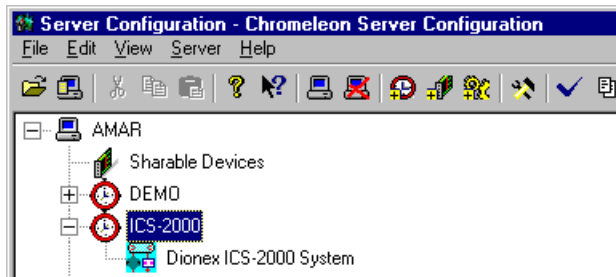 Server Configuration - Chromeleon Server Configuration
File Edit View Server Help
AMAR
Sharable Devices
DEMO
ICS-2000
Dionex ICS-2000 System